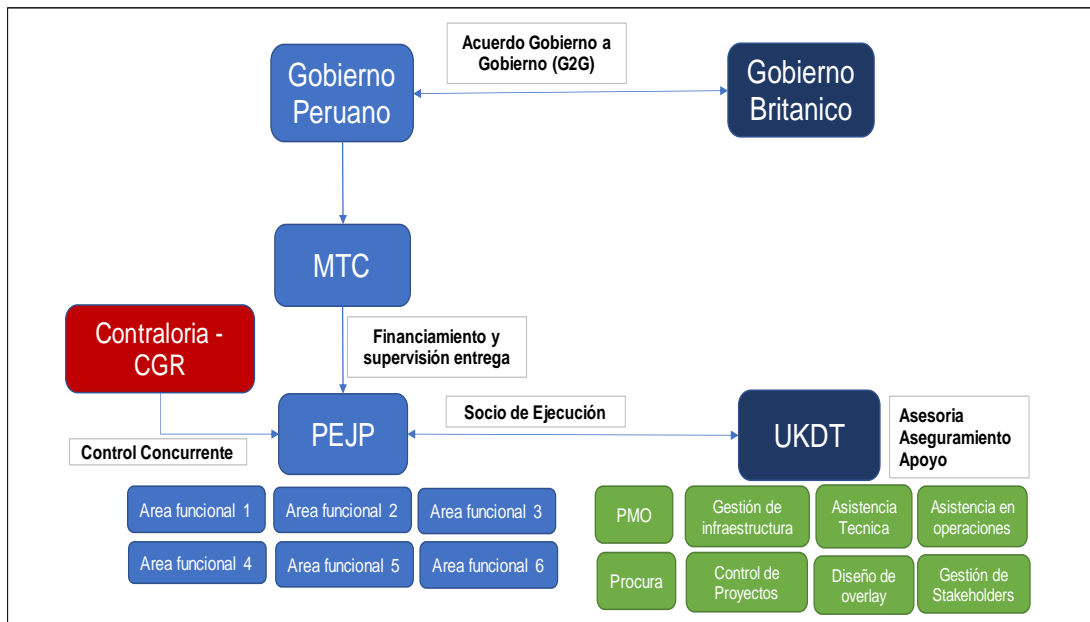 Acuerdo Gobierno a
Gobierno (G2G)
Gobierno
Peruano
Gobierno
Britanico
MTC
Contraloria -
CGR
Financiamiento y
supervisión entrega
PEJP
Socio de Ejecución
UKDT
Asesoria
Aseguramiento
Apoyo
Control Concurrente
Area funcional 1
Area funcional 2
Area funcional 3
Area funcional 4
Area funcional 5
Area funcional 6
PMO
Gestión de
infraestructura
Asistencia
Tecnica
Asistencia en
operaciones
Procura
Control de
Proyectos
Diseño de
overlay
Gestión de
Stakeholders